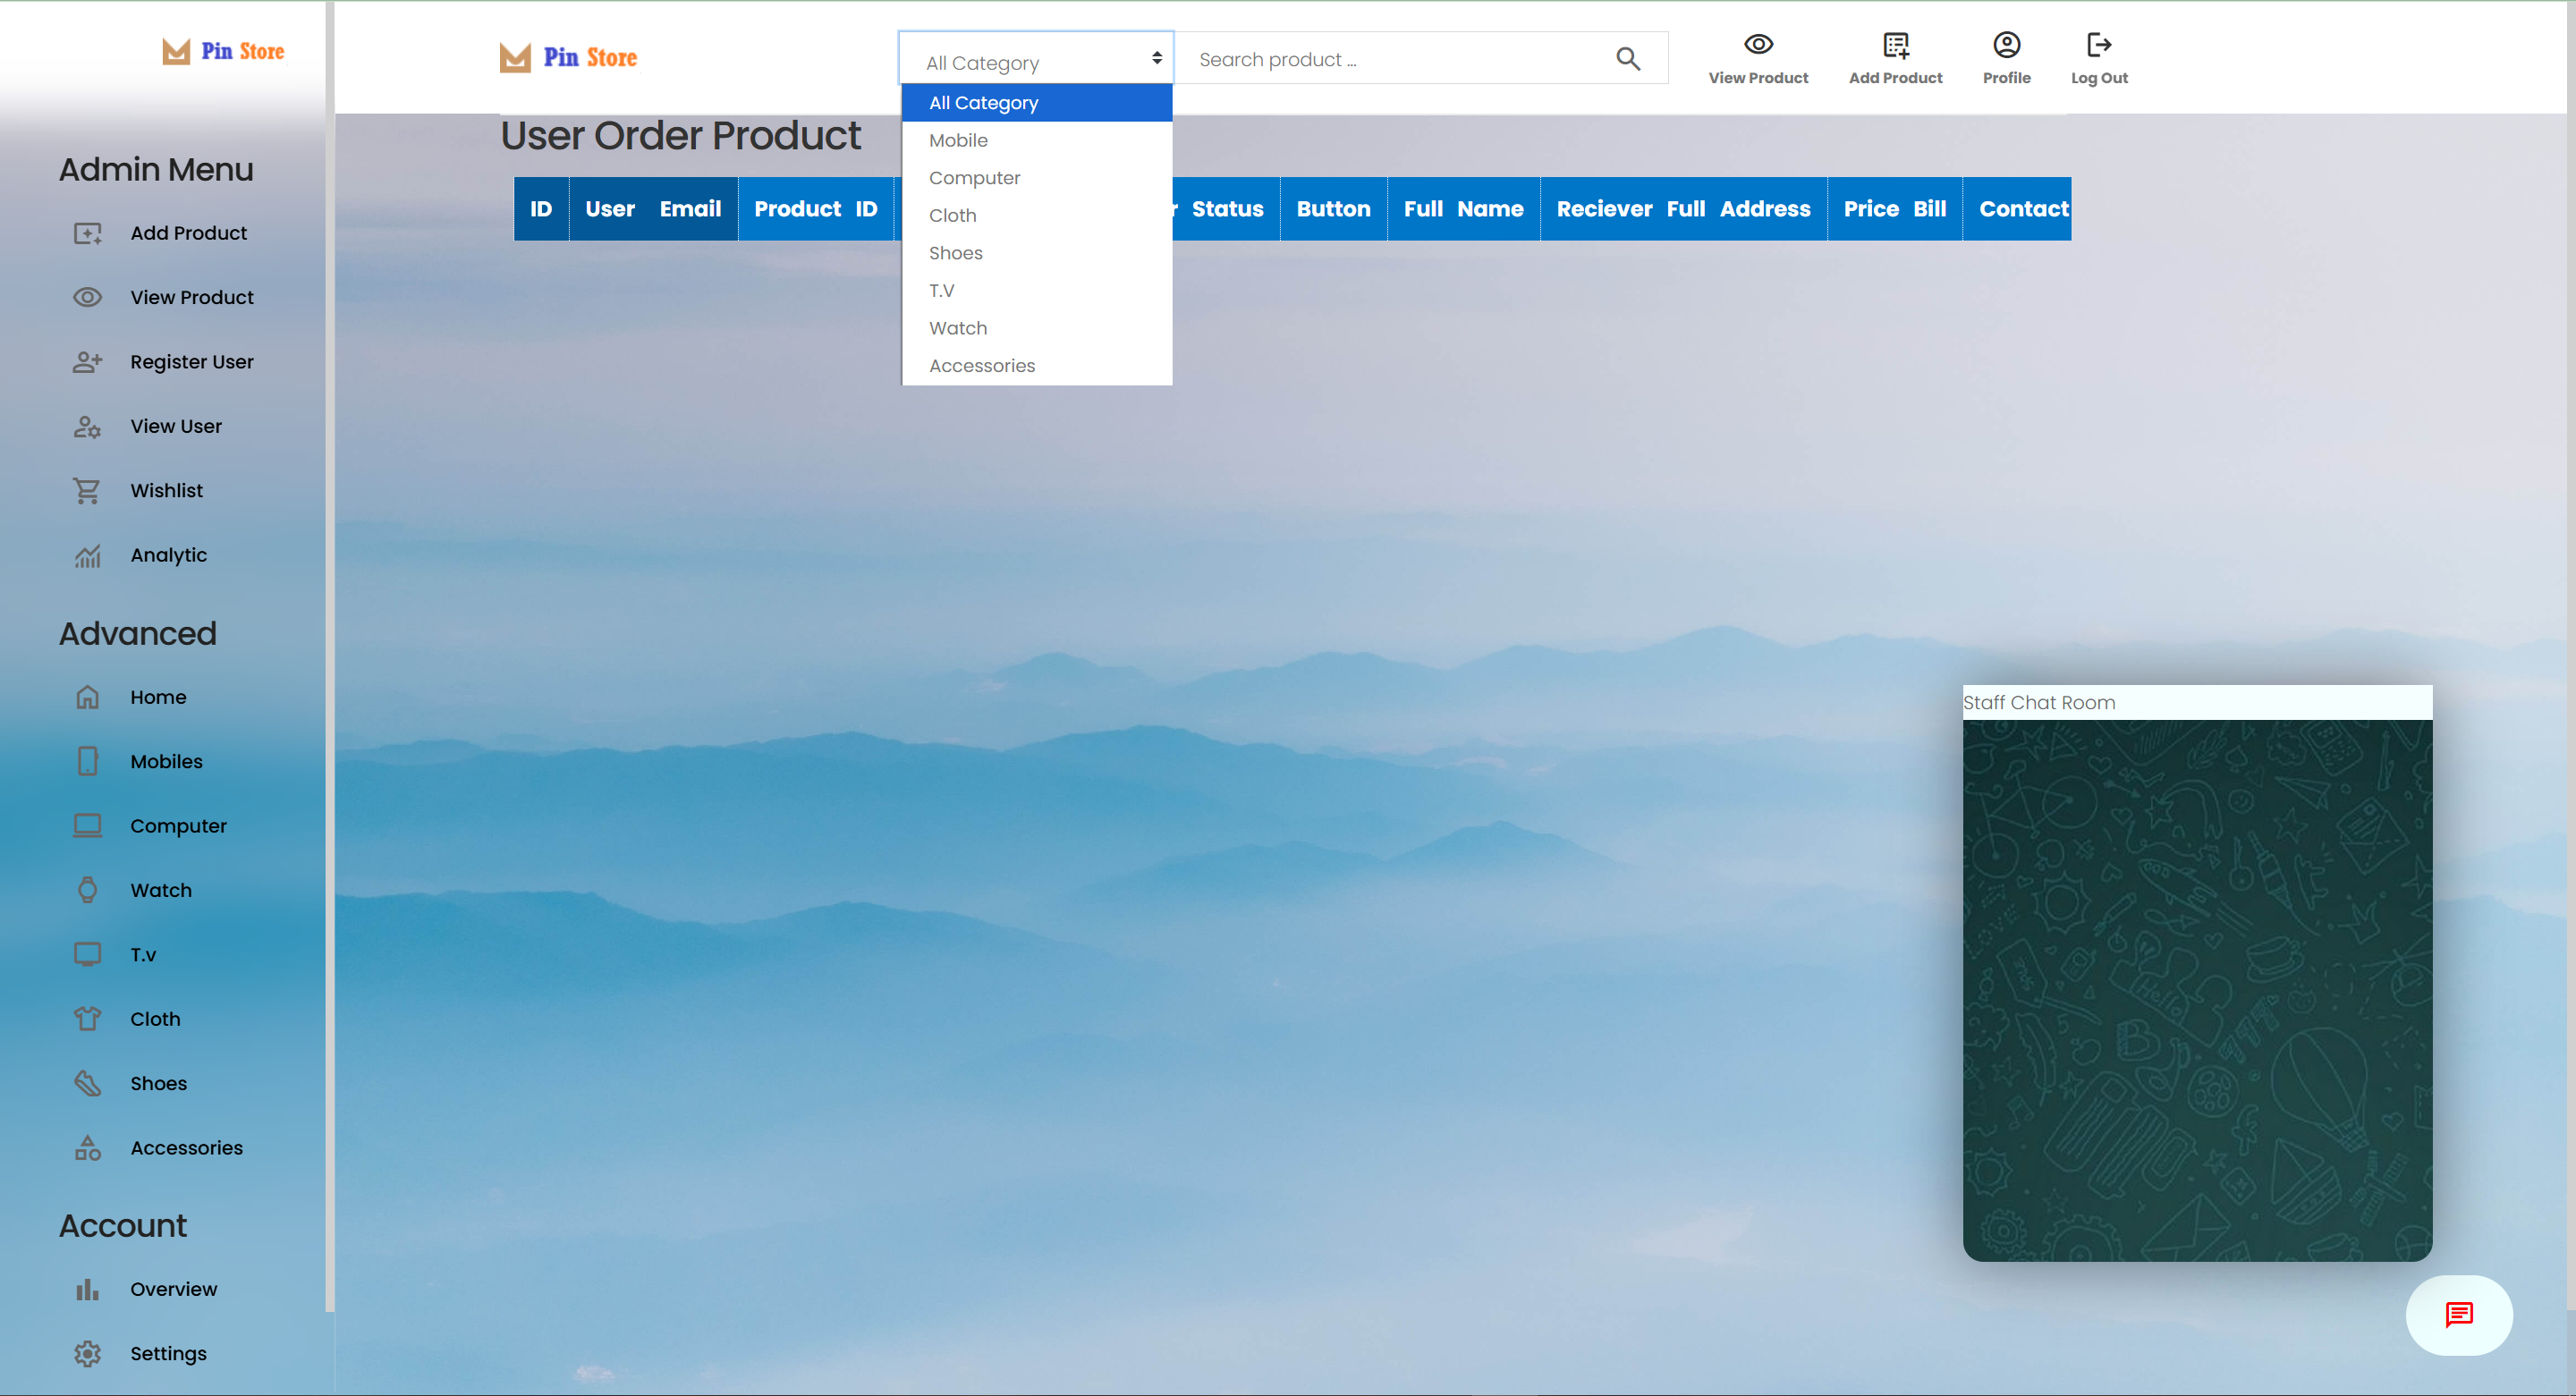 Pin Store
Admin Menu
Add Product
View Product
Register User
View User
Wishlist
Analytic
Advanced
Home
Mobiles
Computer
Watch
T.v
Cloth
Shoes
Accessories
Account
Overview
Settings
Pin Store
All Category
Search product ...
View Product
Add Product
Profile
Log Out
All Category
Mobile
Computer
Cloth
Shoes
T.V
Watch
Accessories
User Order Product
ID User Email Product ID Status Button Full Name Reciever Full Address Price Bill Contact
Staff Chat Room
Hello